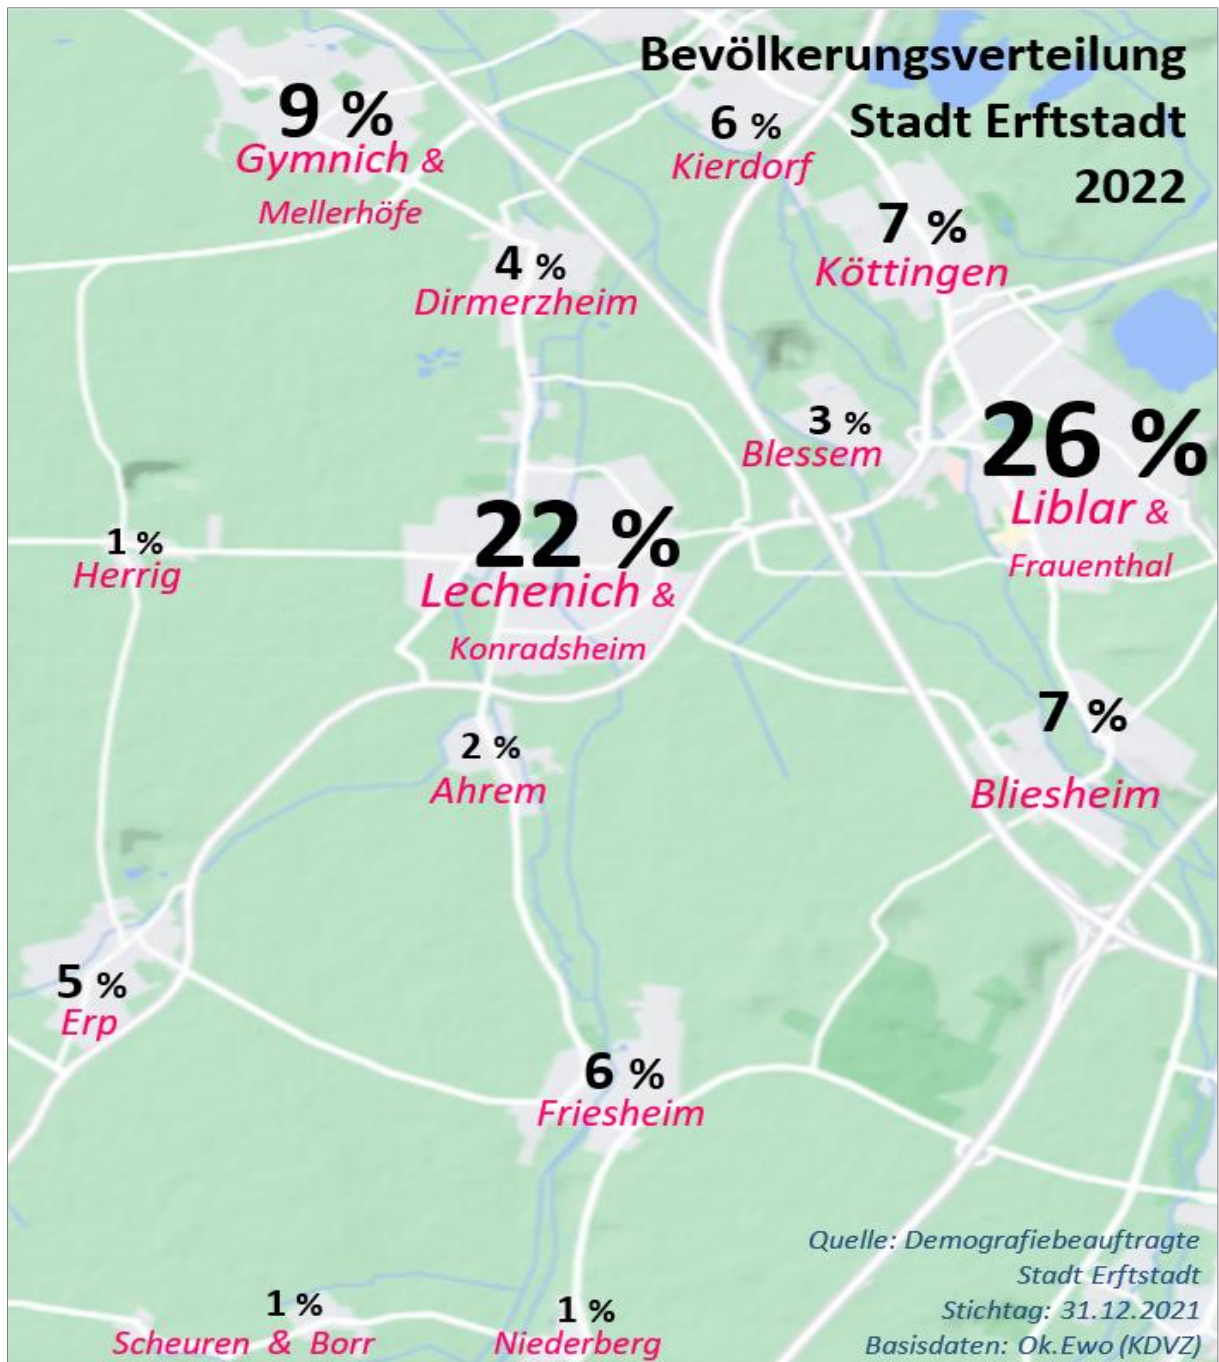 Bevölkerungsverteilung
Stadt Erftstadt
2022
9 %
Gymnich &
Mellerhöfe
6 %
Kierdorf
7 %
Köttingen
4 %
Dirmerzheim
3 %
Blessem
26 %
Liblar &
Frauenthal
22 %
Lechenich &
Konradsheim
1 %
Herrig
7 %
Bliesheim
2 %
Ahrem
5 %
Erp
6 %
Friesheim
1 %
Scheuren & Borr
1 %
Niederberg
Quelle: Demografiebeauftragte
Stadt Erftstadt
Stichtag: 31.12.2021
Basisdaten: Ok.Ewo (KDVZ)